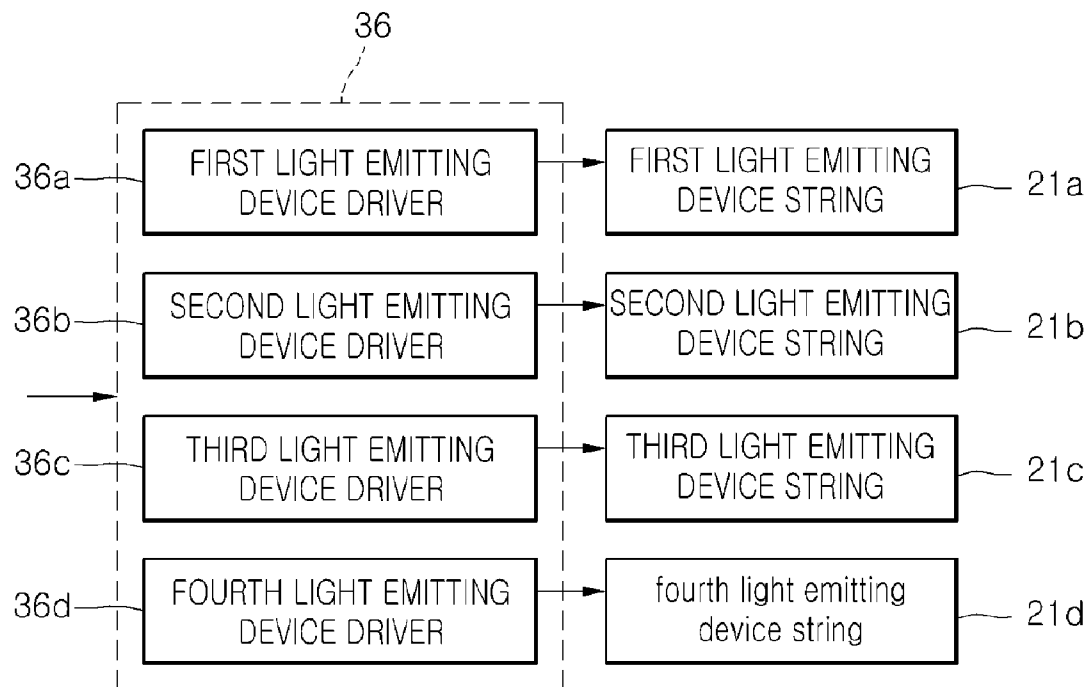 36
36a
FIRST LIGHT EMITTING
DEVICE DRIVER
FIRST LIGHT EMITTING
DEVICE STRING
21a
36b
SECOND LIGHT EMITTING
DEVICE DRIVER
SECOND LIGHT EMITTING
DEVICE STRING
21b
36c
THIRD LIGHT EMITTING
DEVICE DRIVER
THIRD LIGHT EMITTING
DEVICE STRING
21c
36d
FOURTH LIGHT EMITTING
DEVICE DRIVER
fourth light emitting
device string
21d